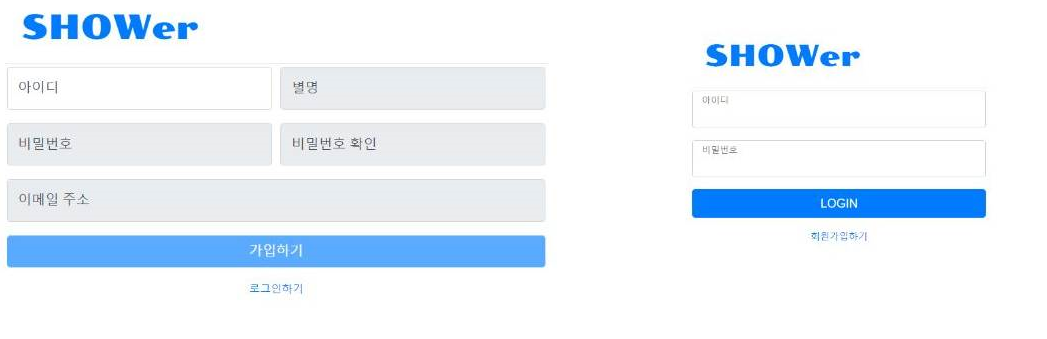 SHOWer
아이디
별명
비밀번호
비밀번호 확인
이메일 주소
가입하기
로그인하기
SHOWer
아이디
비밀번호
LOGIN
회원가입하기